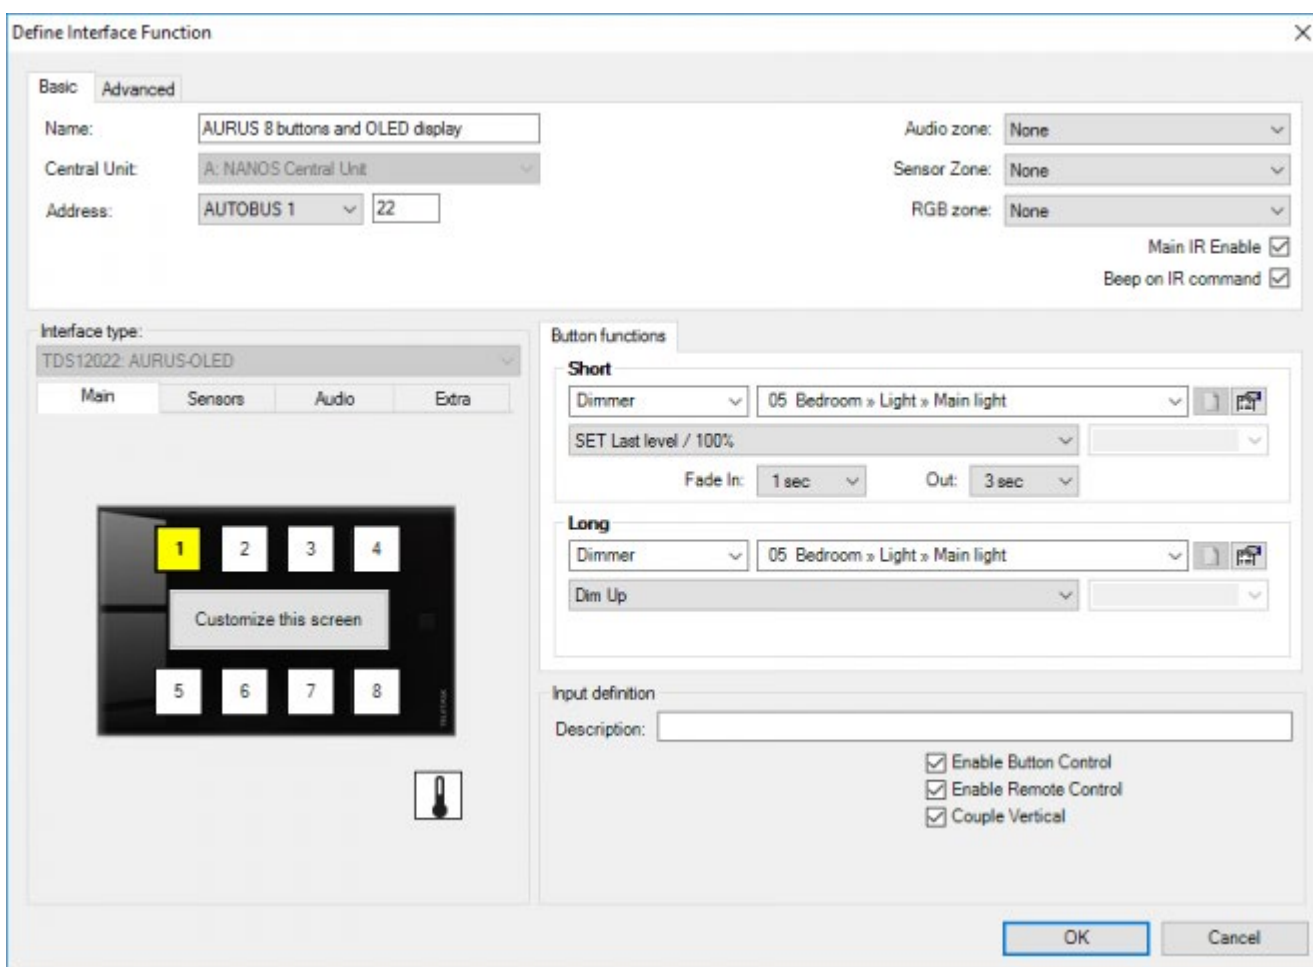 Define Interface Function
Basic Advanced
Name: AURUS 8 buttons and OLED display Audio zone: None
Central Unit: A: NANOS Central Unit Sensor Zone: None
Address: AUTOBUS 1 22 RGB zone: None
Main IR Enable
Beep on IR command
Interface type:
TDS12022: AURUS-OLED
Main Sensors Audio Extra
1 2 3 4
Customize this screen
5 6 7 8
TELETASK
Button functions
Short
Dimmer 05 Bedroom » Light » Main light
SET Last level / 100%
Fade In: 1 sec Out: 3 sec
Long
Dimmer 05 Bedroom » Light » Main light
Dim Up
Input definition
Description:
Enable Button Control
Enable Remote Control
Couple Vertical
OK Cancel